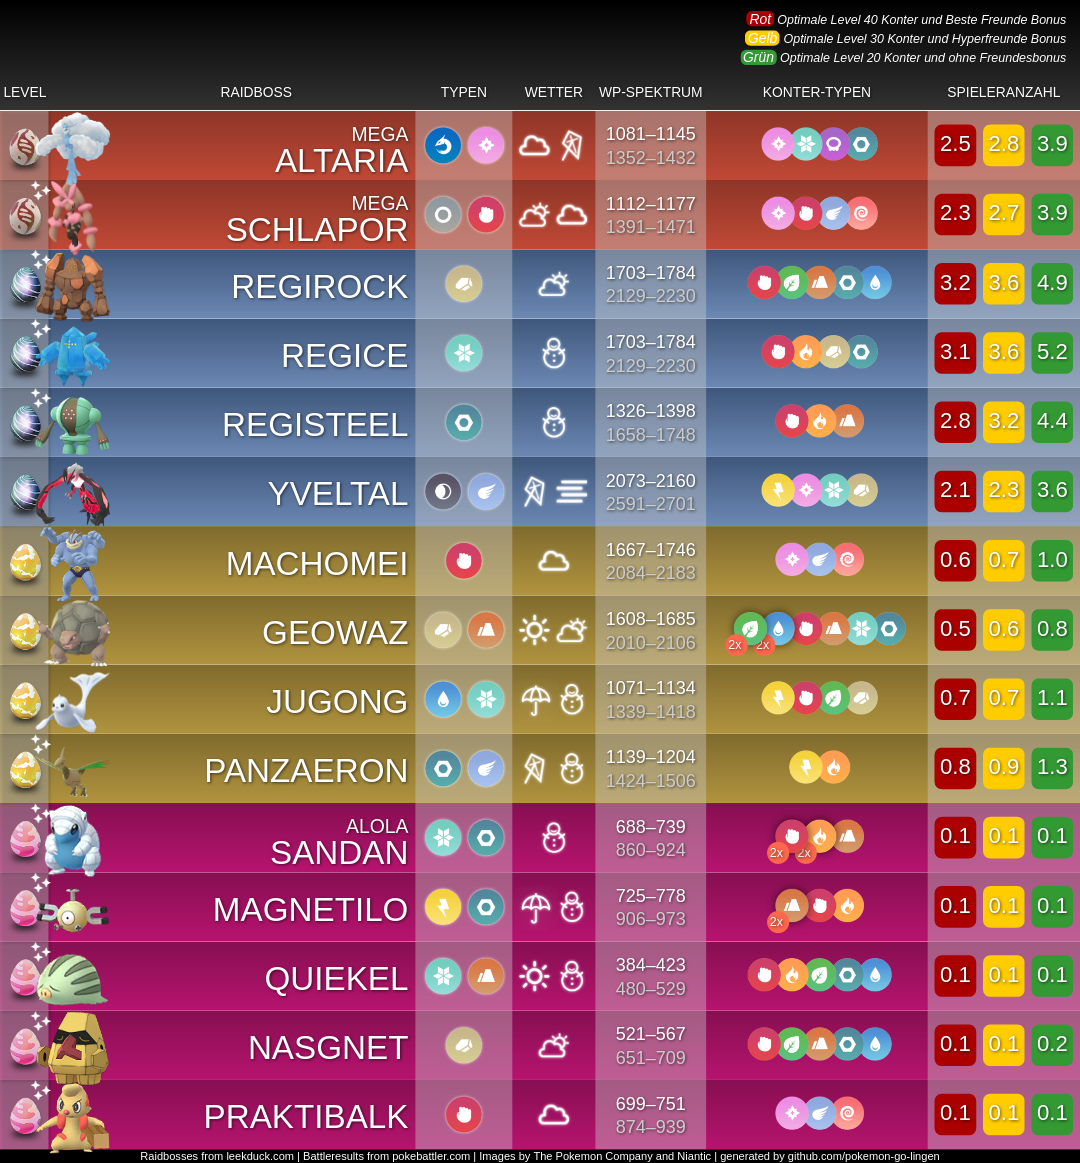 Rot Optimale Level 40 Konter und Beste Freunde Bonus
Gelb Optimale Level 30 Konter und Hyperfreunde Bonus
Grün Optimale Level 20 Konter und ohne Freundesbonus
LEVEL RAIDBOSS TYPEN WETTER WP-SPEKTRUM KONTER-TYPEN SPIELERANZAHL
MEGA
ALTARIA 1081–1145 2.5 2.8 3.9
1352–1432
MEGA
SCHLAPOR 1112–1177 2.3 2.7 3.9
1391–1471
REGIROCK 1703–1784 3.2 3.6 4.9
2129–2230
REGICE 1703–1784 3.1 3.6 5.2
2129–2230
REGISTEEL 1326–1398 2.8 3.2 4.4
1658–1748
YVELTAL 2073–2160 2.1 2.3 3.6
2591–2701
MACHOMEI 1667–1746 0.6 0.7 1.0
2084–2183
GEOWAZ 1608–1685 0.5 0.6 0.8
2010–2106 2x 2x
JUGONG 1071–1134 0.7 0.7 1.1
1339–1418
PANZAERON 1139–1204 0.8 0.9 1.3
1424–1506
ALOLA
SANDAN 688–739 0.1 0.1 0.1
860–924 2x 2x
MAGNETILO 725–778 0.1 0.1 0.1
906–973 2x
QUIEKEL 384–423 0.1 0.1 0.1
480–529
NASGNET 521–567 0.1 0.1 0.2
651–709
PRAKTIBALK 699–751 0.1 0.1 0.1
874–939
Raidbosses from leekduck.com | Battleresults from pokebattler.com | Images by The Pokemon Company and Niantic | generated by github.com/pokemon-go-lingen